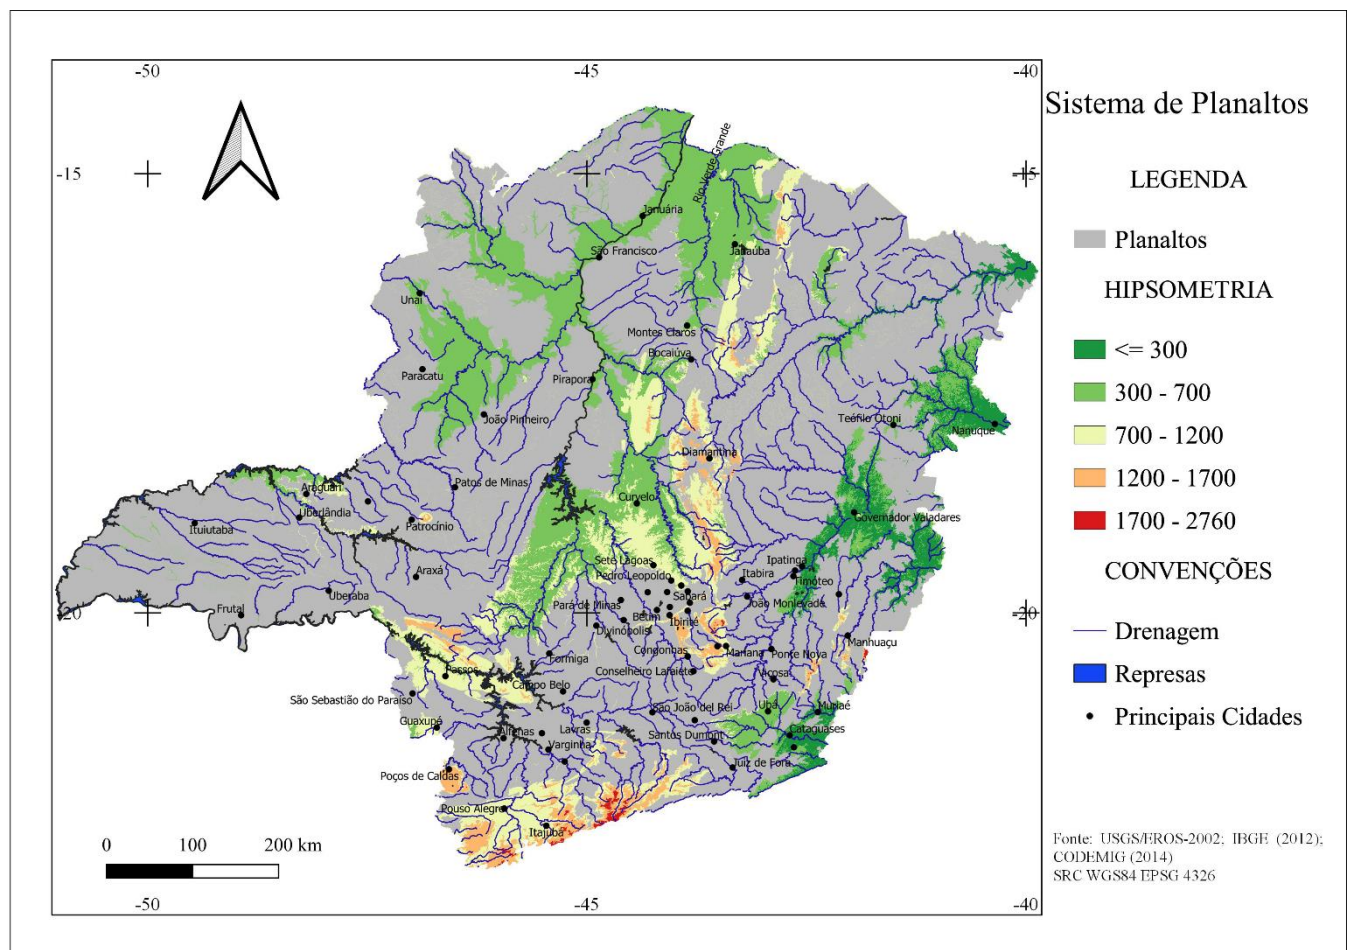 -50
-45
-40
Sistema de Planaltos
-15
-15
LEGENDA
Planaltos
HIPSOMETRIA
<= 300
300 - 700
700 - 1200
1200 - 1700
1700 - 2760
CONVENÇÕES
Drenagem
Represas
Principais Cidades
Rio Verde Grande
Januária
São Francisco
Janaúba
Unaí
Montes Claros
Bocaiúva
Paracatu
Pirapora
João Pinheiro
Teófilo Otoni
Nanuque
Diamantina
Patos de Minas
Araguari
Curvelo
Uberlândia
Patrocínio
Ituiutaba
Governador Valadares
Sete Lagoas
Ipatinga
Araxá
Pedro Leopoldo
Itabira
Timóteo
Uberaba
Sabará
João Monlevade
Pará de Minas
Betim
Frutal
-20
Ibirité
Divinópolis
Manhuaçu
Congonhas
Mariana
Ponte Nova
Formiga
Passos
Conselheiro Lafaiete
Viçosa
Campo Belo
São Sebastião do Paraíso
São João del Rei
Ubá
Muriaé
Guaxupé
Lavras
Alfenas
Santos Dumont
Cataguases
Varginha
Juiz de Fora
Poços de Caldas
Pouso Alegre
Itajubá
0 100 200 km
Fonte: USGS/EROS-2002; IBGE (2012);
CODEMIG (2014)
SRC WGS84 EPSG 4326
-50
-45
-40